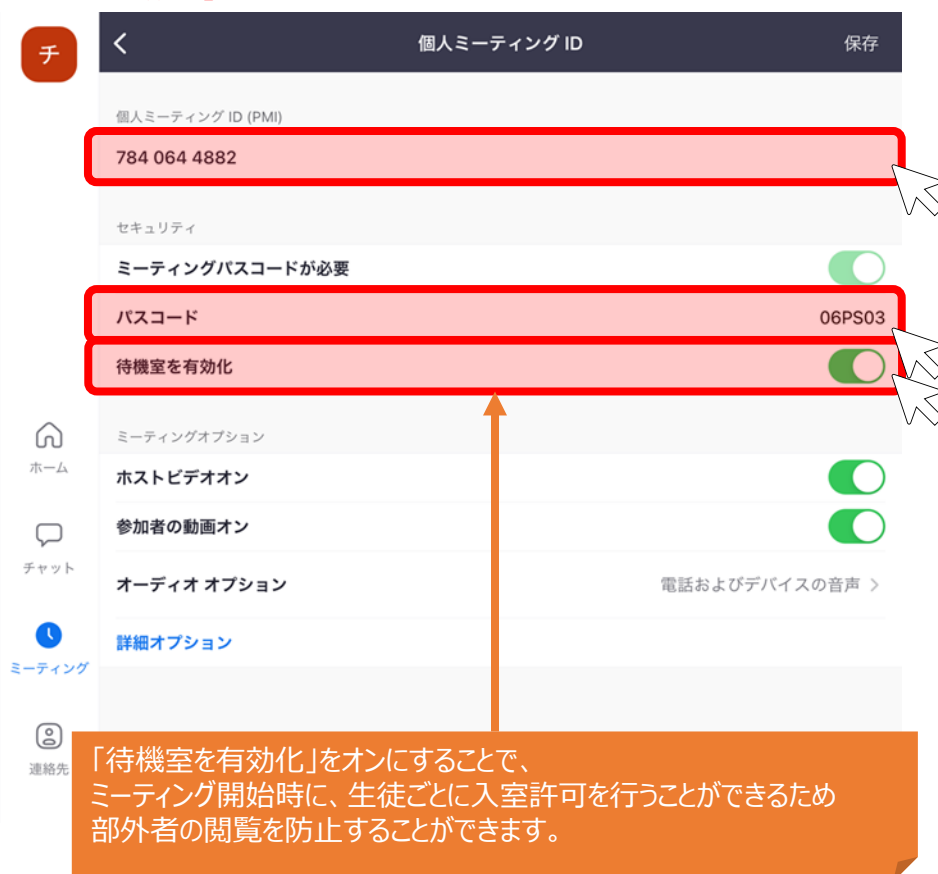 チ
個人ミーティング ID
保存
個人ミーティング ID (PMI)
784 064 4882
セキュリティ
ミーティングパスコードが必要
パスコード
06PS03
待機室を有効化
ミーティングオプション
ホストビデオオン
参加者の動画オン
オーディオ オプション
電話およびデバイスの音声
詳細オプション
ホーム
チャット
ミーティング
連絡先
「待機室を有効化」をオンにすることで、
ミーティング開始時に、生徒ごとに入室許可を行うことができるため
部外者の閲覧を防止することができます。